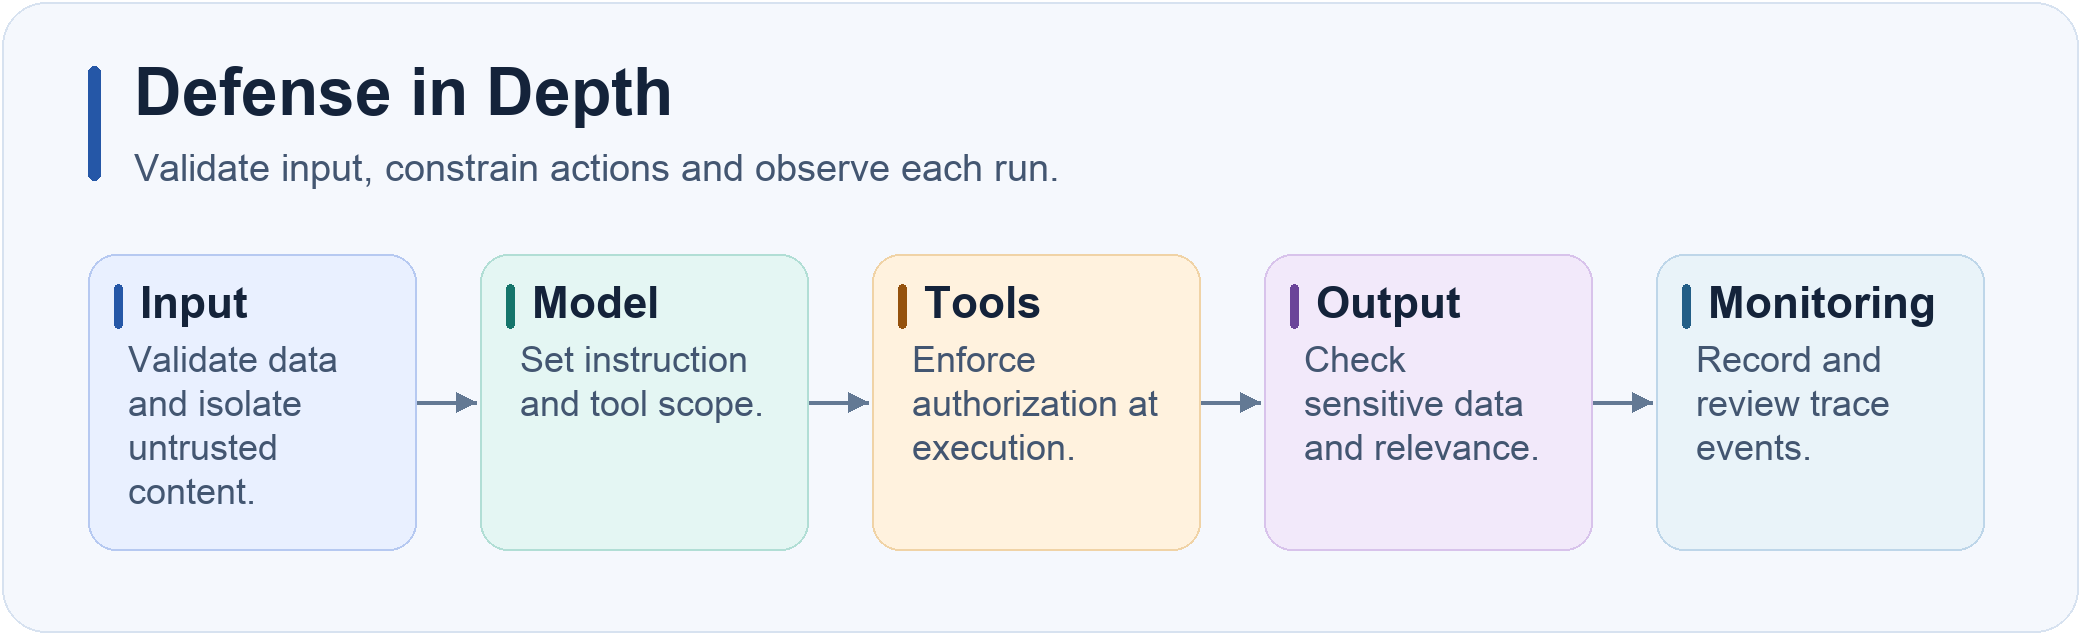 Defense in Depth
Validate input, constrain actions and observe each run.
Input
Validate data
and isolate
untrusted
content.
Model
Set instruction
and tool scope.
Tools
Enforce
authorization at
execution.
Output
Check
sensitive data
and relevance.
Monitoring
Record and
review trace
events.